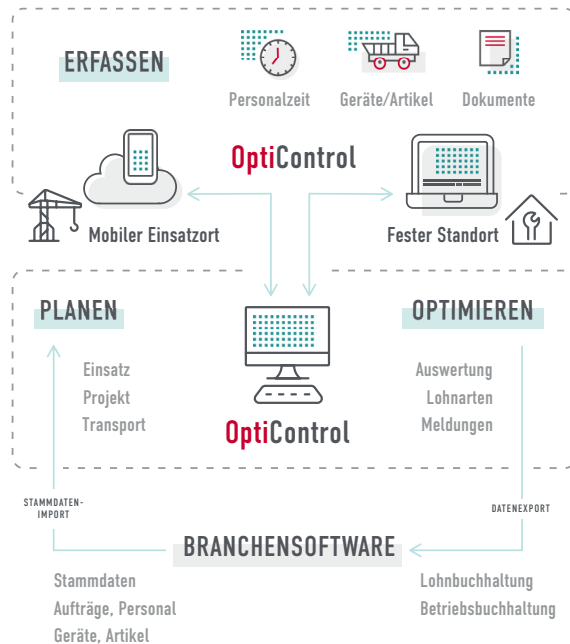 ERFASSEN
Personalzeit
Geräte/Artikel
Dokumente
OptiControl
Mobiler Einsatzort
Fester Standort
PLANEN
OPTIMIEREN
Einsatz
Projekt
Transport
Auswertung
Lohnarten
Meldungen
OptiControl
STAMMDATEN-
IMPORT
DATENEXPORT
BRANCHENSOFTWARE
Stammdaten
Aufträge, Personal
Geräte, Artikel
Lohnbuchhaltung
Betriebsbuchhaltung